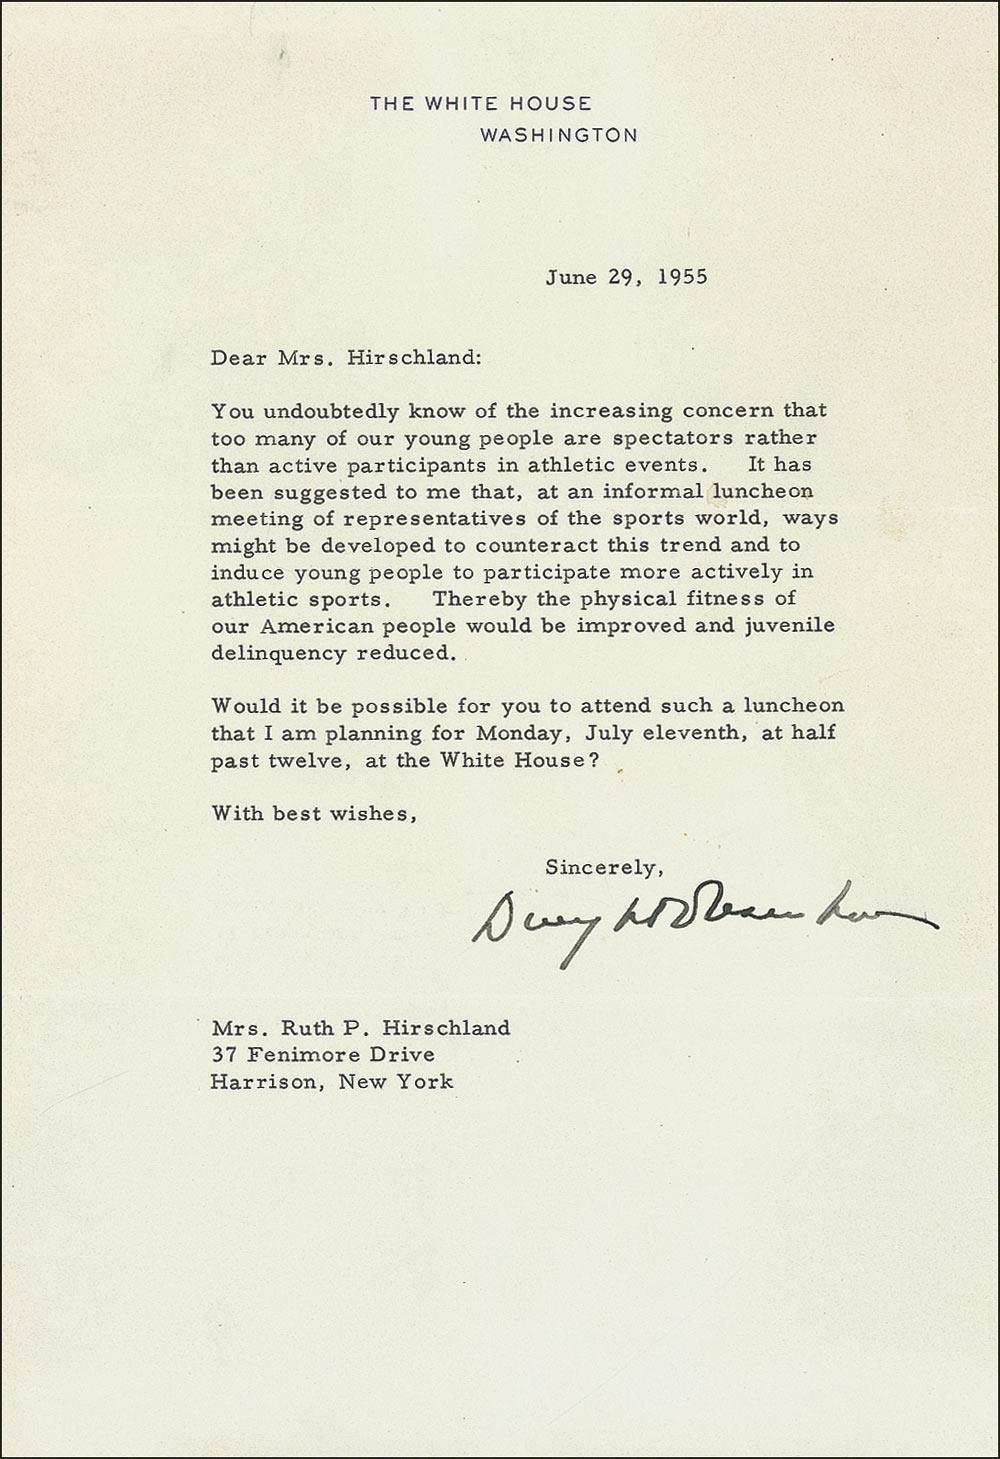 THE WHITE HOUSE
WASHINGTON
June 29, 1955
Dear Mrs. Hirschland:
You undoubtedly know of the increasing concern that
too many of our young people are spectators rather
than active participants in athletic events. It has
been suggested to me that, at an informal luncheon
meeting of representatives of the sports world, ways
might be developed to counteract this trend and to
induce young people to participate more actively in
athletic sports. Thereby the physical fitness of
our American people would be improved and juvenile
delinquency reduced.
Would it be possible for you to attend such a luncheon
that I am planning for Monday, July eleventh, at half
past twelve, at the White House?
With best wishes,
Sincerely,
Dwight D Eisenhower
Mrs. Ruth P. Hirschland
37 Fenimore Drive
Harrison, New York